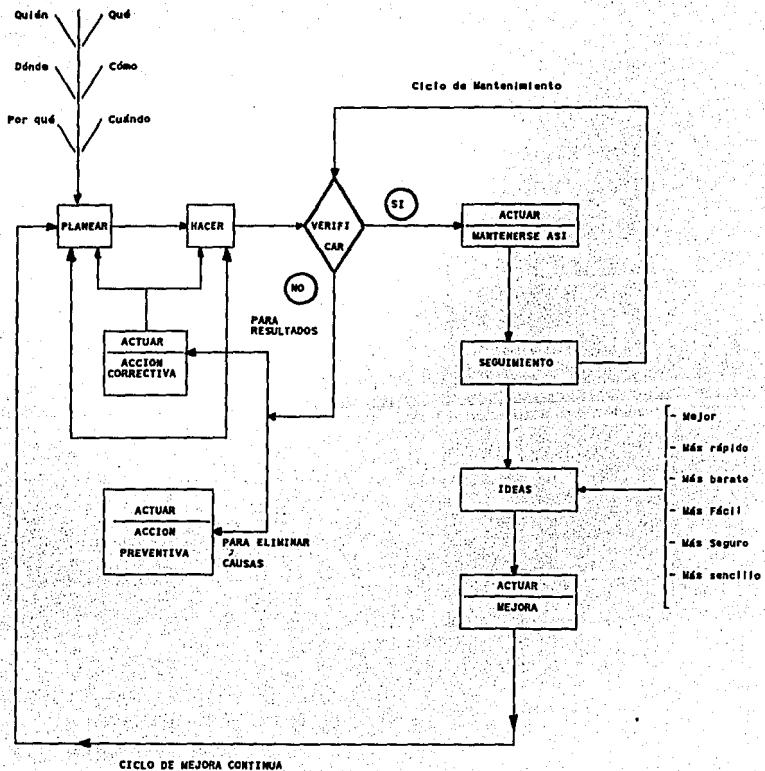 Quién Qué
Dónde Cómo
Por qué Cuándo
Ciclo de Mantenimiento
PLANEAR
HACER
VERIFI
CAR
SI
ACTUAR
MANTENERSE ASI
NO
PARA
RESULTADOS
ACTUAR
ACCION
CORRECTIVA
SEGUIMIENTO
- Mejor
- Más rápido
- Más barato
- Más Fácil
- Más Seguro
- Más sencillo
IDEAS
ACTUAR
ACCION
PREVENTIVA
PARA ELIMINAR
CAUSAS
ACTUAR
MEJORA
CICLO DE MEJORA CONTINUA